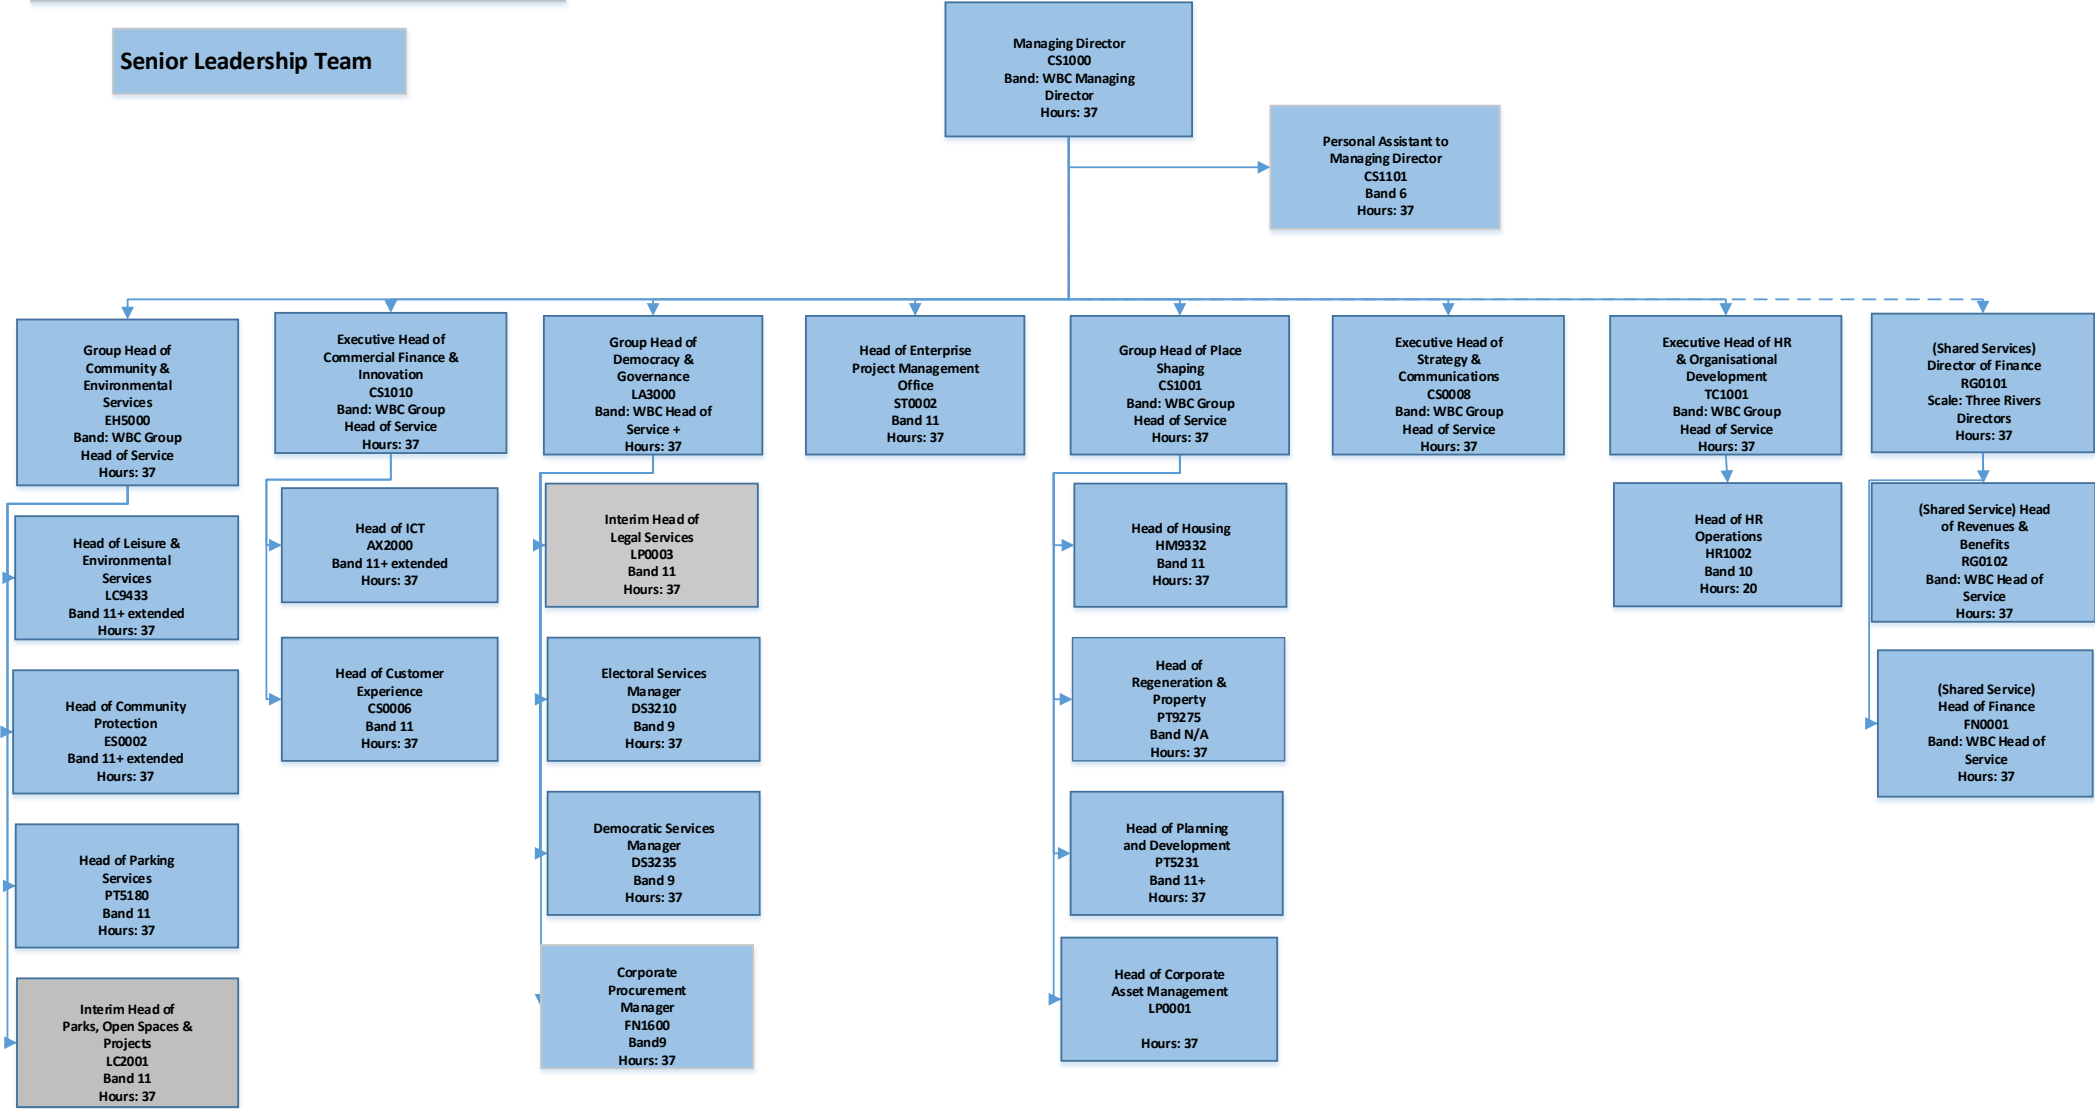 Senior Leadership Team
Managing Director
CS1000
Band: WBC Managing
Director
Hours: 37
Personal Assistant to
Managing Director
CS1101
Band 6
Hours: 37
Group Head of
Community &
Environmental
Services
EH5000
Band: WBC Group
Head of Service
Hours: 37
Executive Head of
Commercial Finance &
Innovation
CS1010
Band: WBC Group
Head of Service
Hours: 37
Group Head of
Democracy &
Governance
LA3000
Band: WBC Head of
Service +
Hours: 37
Head of Enterprise
Project Management
Office
ST0002
Band 11
Hours: 37
Group Head of Place
Shaping
CS1001
Band: WBC Group
Head of Service
Hours: 37
Executive Head of
Strategy &
Communications
CS0008
Band: WBC Group
Head of Service
Hours: 37
Executive Head of HR
& Organisational
Development
TC1001
Band: WBC Group
Head of Service
Hours: 37
(Shared Services)
Director of Finance
RG0101
Scale: Three Rivers
Directors
Hours: 37
Head of Leisure &
Environmental
Services
LC9433
Band 11+ extended
Hours: 37
Head of ICT
AX2000
Band 11+ extended
Hours: 37
Interim Head of
Legal Services
LP0003
Band 11
Hours: 37
Head of Housing
HM9332
Band 11
Hours: 37
Head of HR
Operations
HR1002
Band 10
Hours: 20
(Shared Service) Head
of Revenues &
Benefits
RG0102
Band: WBC Head of
Service
Hours: 37
Head of Community
Protection
ES0002
Band 11+ extended
Hours: 37
Head of Customer
Experience
CS0006
Band 11
Hours: 37
Electoral Services
Manager
DS3210
Band 9
Hours: 37
Head of
Regeneration &
Property
PT9275
Band N/A
Hours: 37
(Shared Service)
Head of Finance
FN0001
Band: WBC Head of
Service
Hours: 37
Head of Parking
Services
PT5180
Band 11
Hours: 37
Democratic Services
Manager
DS3235
Band 9
Hours: 37
Head of Planning
and Development
PT5231
Band 11+
Hours: 37
Interim Head of
Parks, Open Spaces &
Projects
LC2001
Band 11
Hours: 37
Corporate
Procurement
Manager
FN1600
Band9
Hours: 37
Head of Corporate
Asset Management
LP0001
Hours: 37